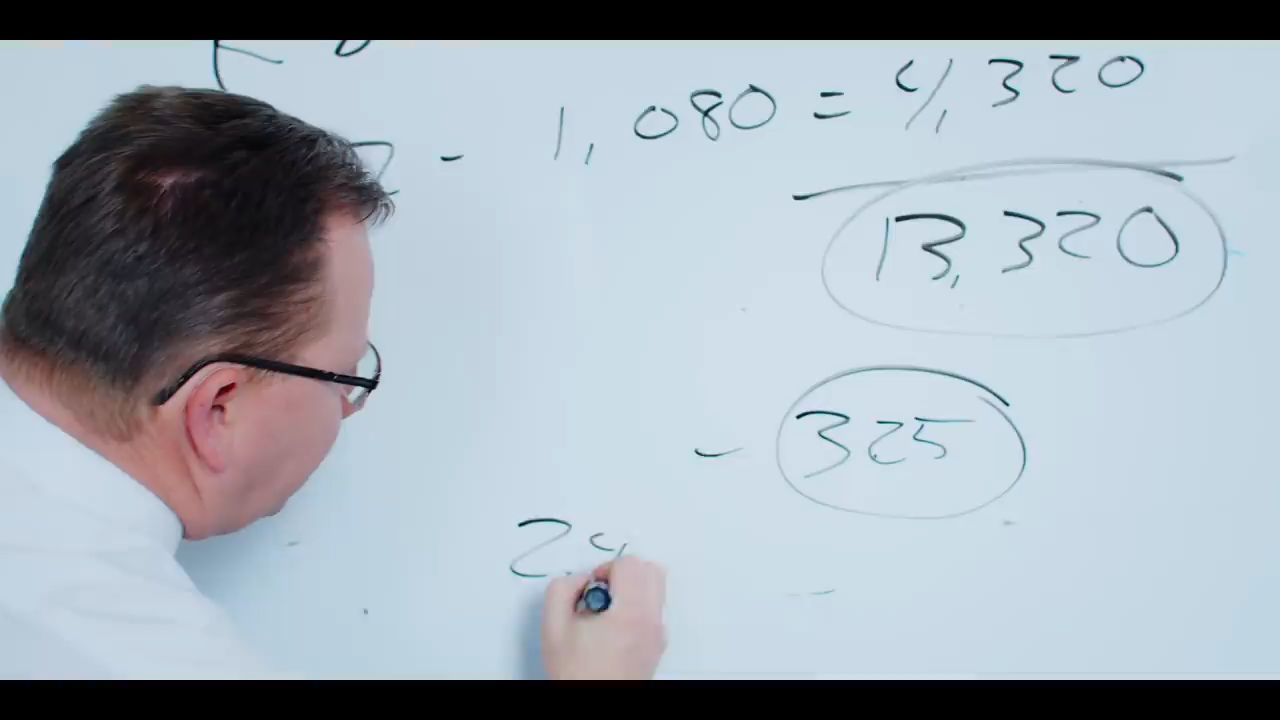 - 1,080 = 4,320
13,320
- 325
24